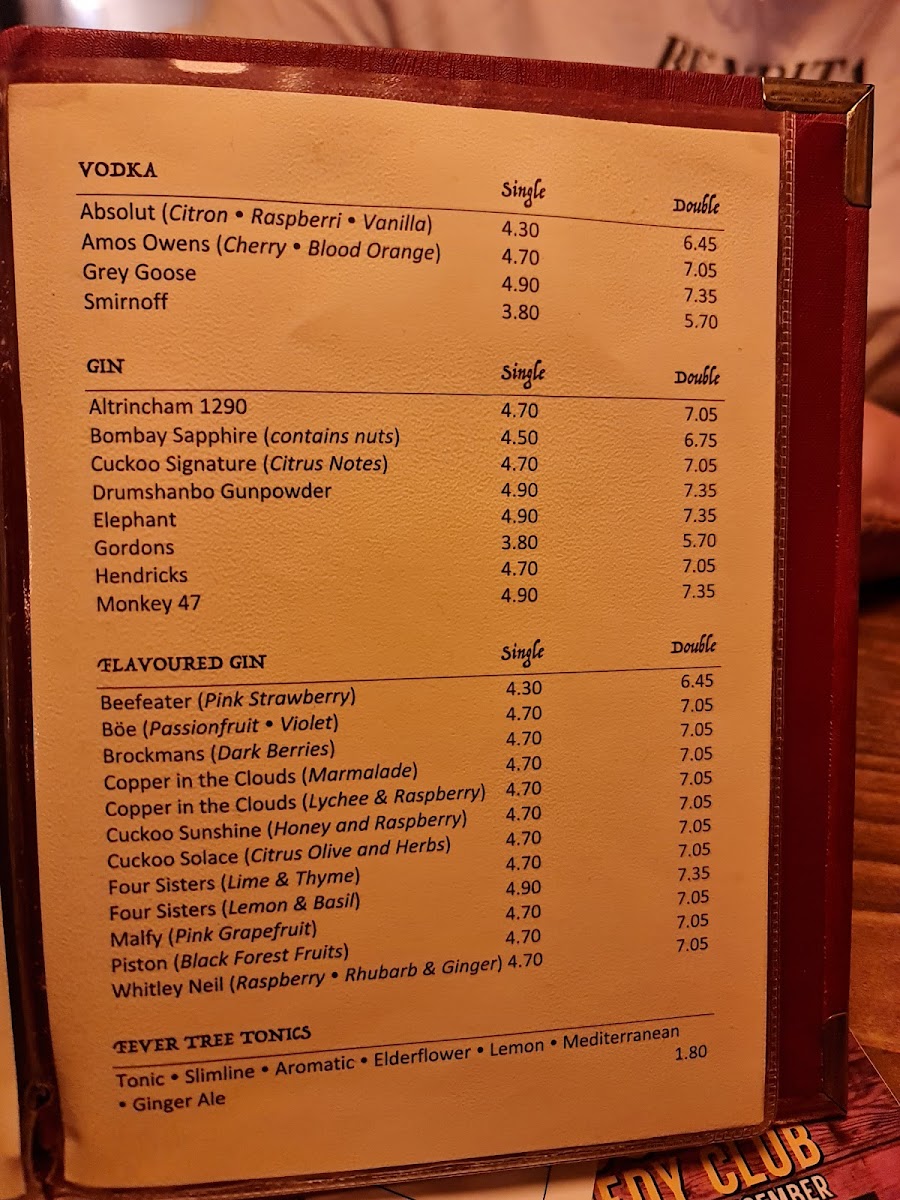 VODKA Single Double
Absolut (Citron • Raspberri • Vanilla) 4.30 6.45
Amos Owens (Cherry • Blood Orange) 4.70 7.05
Grey Goose 4.90 7.35
Smirnoff 3.80 5.70
GIN Single Double
Altrincham 1290 4.70 7.05
Bombay Sapphire (contains nuts) 4.50 6.75
Cuckoo Signature (Citrus Notes) 4.70 7.05
Drumshanbo Gunpowder 4.90 7.35
Elephant 4.90 7.35
Gordons 3.80 5.70
Hendricks 4.70 7.05
Monkey 47 4.90 7.35
FLAVOURED GIN Single Double
Beefeater (Pink Strawberry) 4.30 6.45
Böe (Passionfruit • Violet) 4.70 7.05
Brockmans (Dark Berries) 4.70 7.05
Copper in the Clouds (Marmalade) 4.70 7.05
Copper in the Clouds (Lychee & Raspberry) 4.70 7.05
Cuckoo Sunshine (Honey and Raspberry) 4.70 7.05
Cuckoo Solace (Citrus Olive and Herbs) 4.70 7.05
Four Sisters (Lime & Thyme) 4.70 7.05
Four Sisters (Lemon & Basil) 4.90 7.35
Malfy (Pink Grapefruit) 4.70 7.05
Piston (Black Forest Fruits) 4.70 7.05
Whitley Neil (Raspberry • Rhubarb & Ginger) 4.70 7.05
FEVER TREE TONICS
Tonic • Slimline • Aromatic • Elderflower • Lemon • Mediterranean
• Ginger Ale 1.80
EDY CLUB